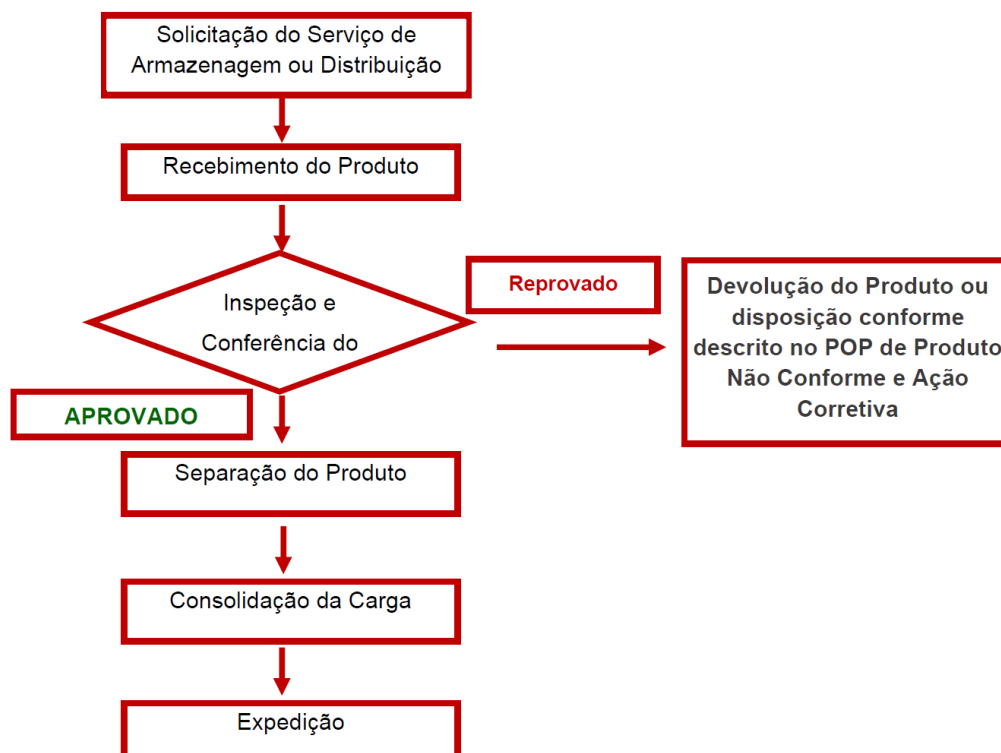 Solicitação do Serviço de
Armazenagem ou Distribuição
Recebimento do Produto
Inspeção e
Conferência do
Reprovado
Devolução do Produto ou
disposição conforme
descrito no POP de Produto
Não Conforme e Ação
Corretiva
APROVADO
Separação do Produto
Consolidação da Carga
Expedição